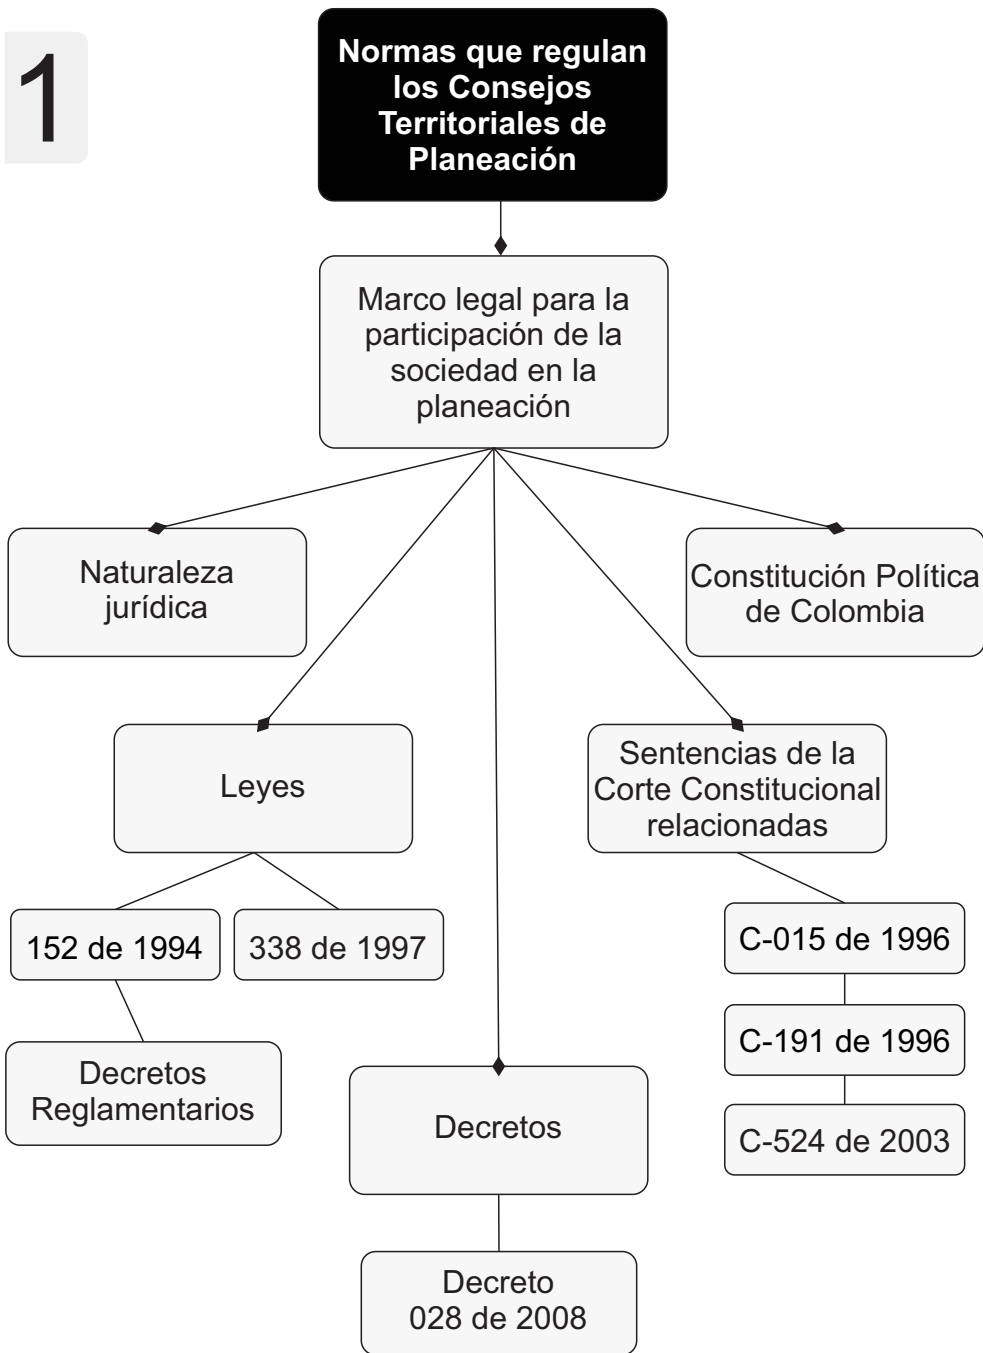 1
Normas que regulan
los Consejos
Territoriales de
Planeación
Marco legal para la
participación de la
sociedad en la
planeación
Naturaleza
jurídica
Constitución Política
de Colombia
Leyes
Sentencias de la
Corte Constitucional
relacionadas
152 de 1994
338 de 1997
C-015 de 1996
C-191 de 1996
C-524 de 2003
Decretos
Reglamentarios
Decretos
Decreto
028 de 2008